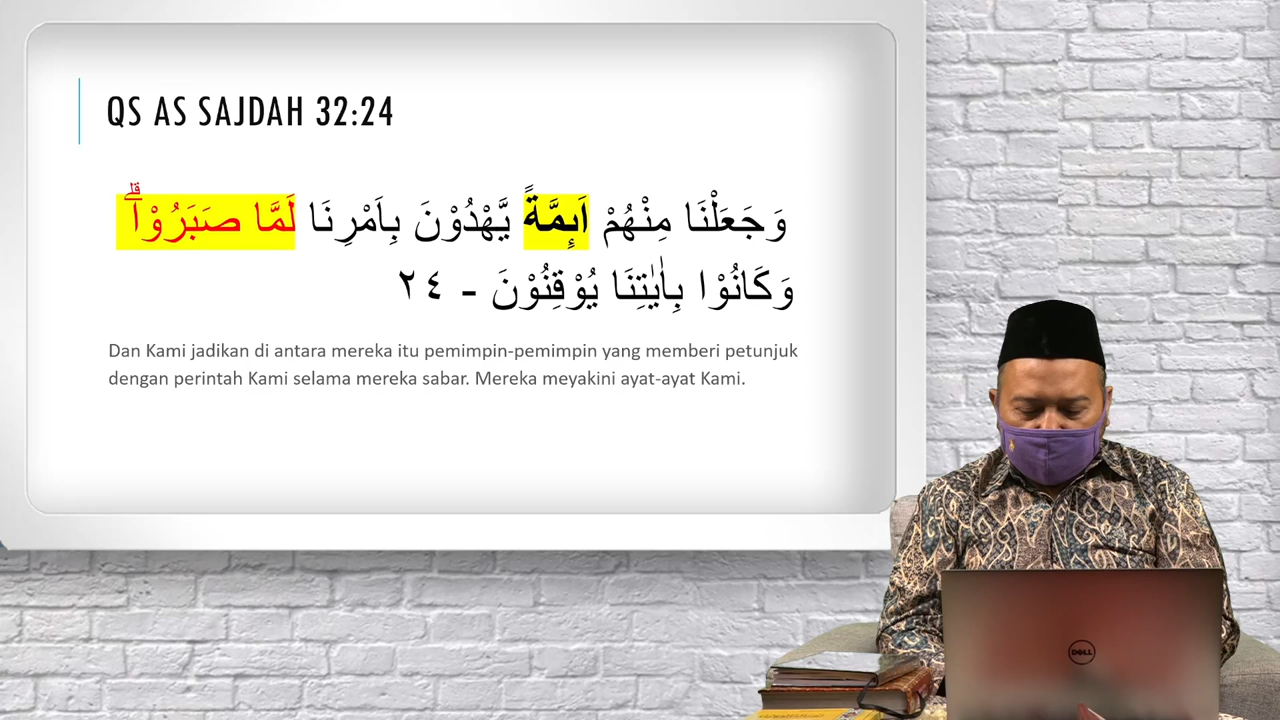 QS AS SAJDAH 32:24
وَجَعَلْنَا مِنْهُمْ اَىِٕمَّةً يَّهْدُوْنَ بِاَمْرِنَا لَمَّا صَبَرُوْاۗ
وَكَانُوْا بِاٰيٰتِنَا يُوْقِنُوْنَ - ٢٤
Dan Kami jadikan di antara mereka itu pemimpin-pemimpin yang memberi petunjuk
dengan perintah Kami selama mereka sabar. Mereka meyakini ayat-ayat Kami.
DELL